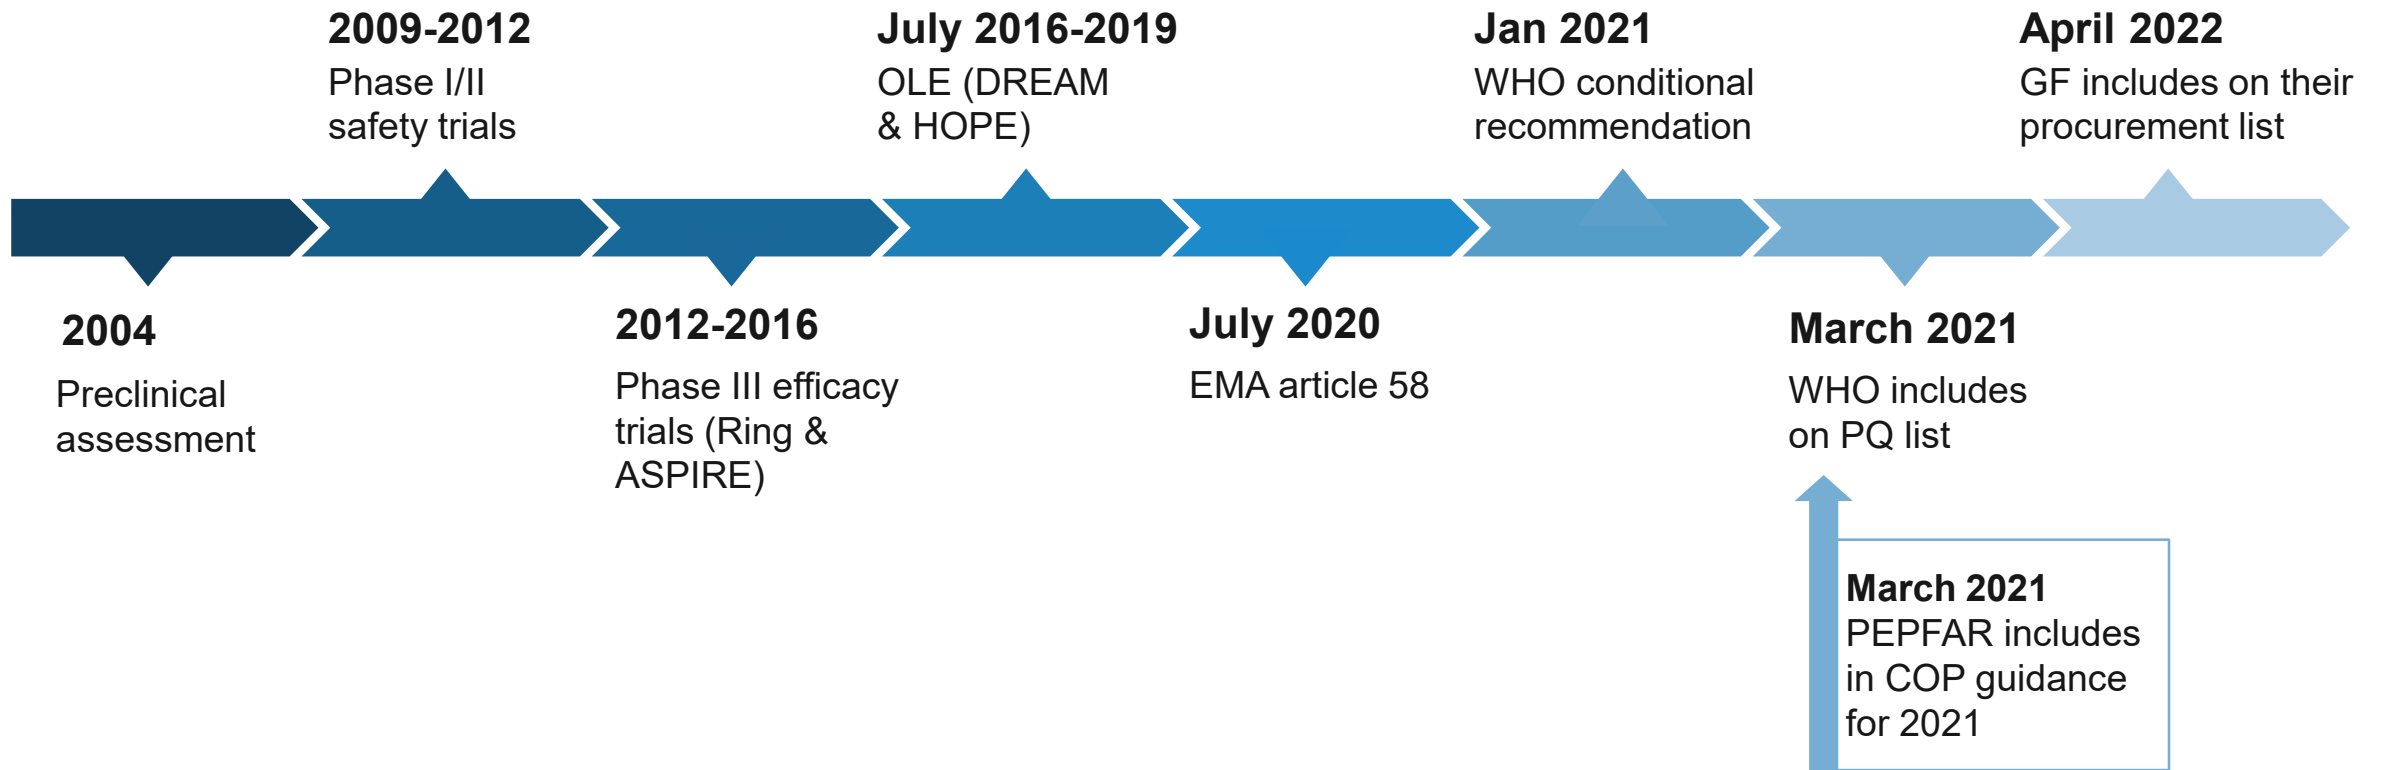 2009-2012
Phase I/II
safety trials
July 2016-2019
OLE (DREAM
& HOPE)
Jan 2021
WHO conditional
recommendation
April 2022
GF includes on their
procurement list
2004
Preclinical
assessment
2012-2016
Phase III efficacy
trials (Ring &
ASPIRE)
July 2020
EMA article 58
March 2021
WHO includes
on PQ list
March 2021
PEPFAR includes
in COP guidance
for 2021